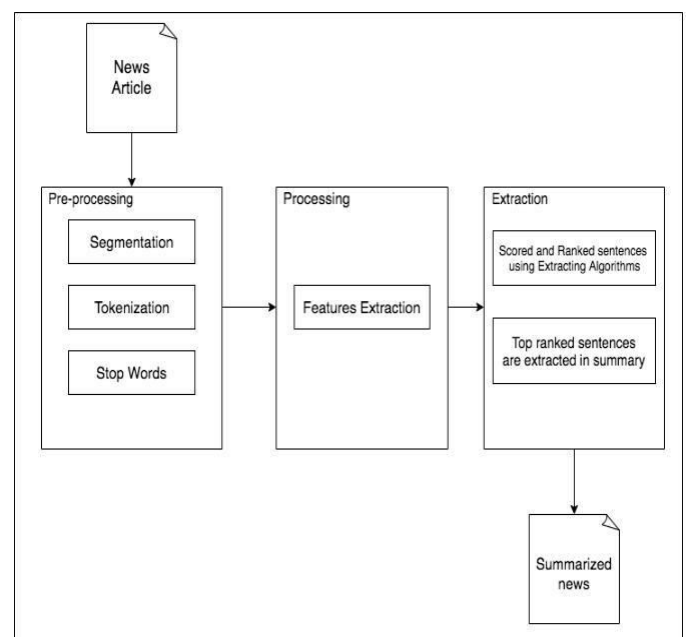 News
Article
Pre-processing
Segmentation
Tokenization
Stop Words
Processing
Features Extraction
Extraction
Scored and Ranked sentences
using Extracting Algorithms
Top ranked sentences
are extracted in summary
Summarized
news